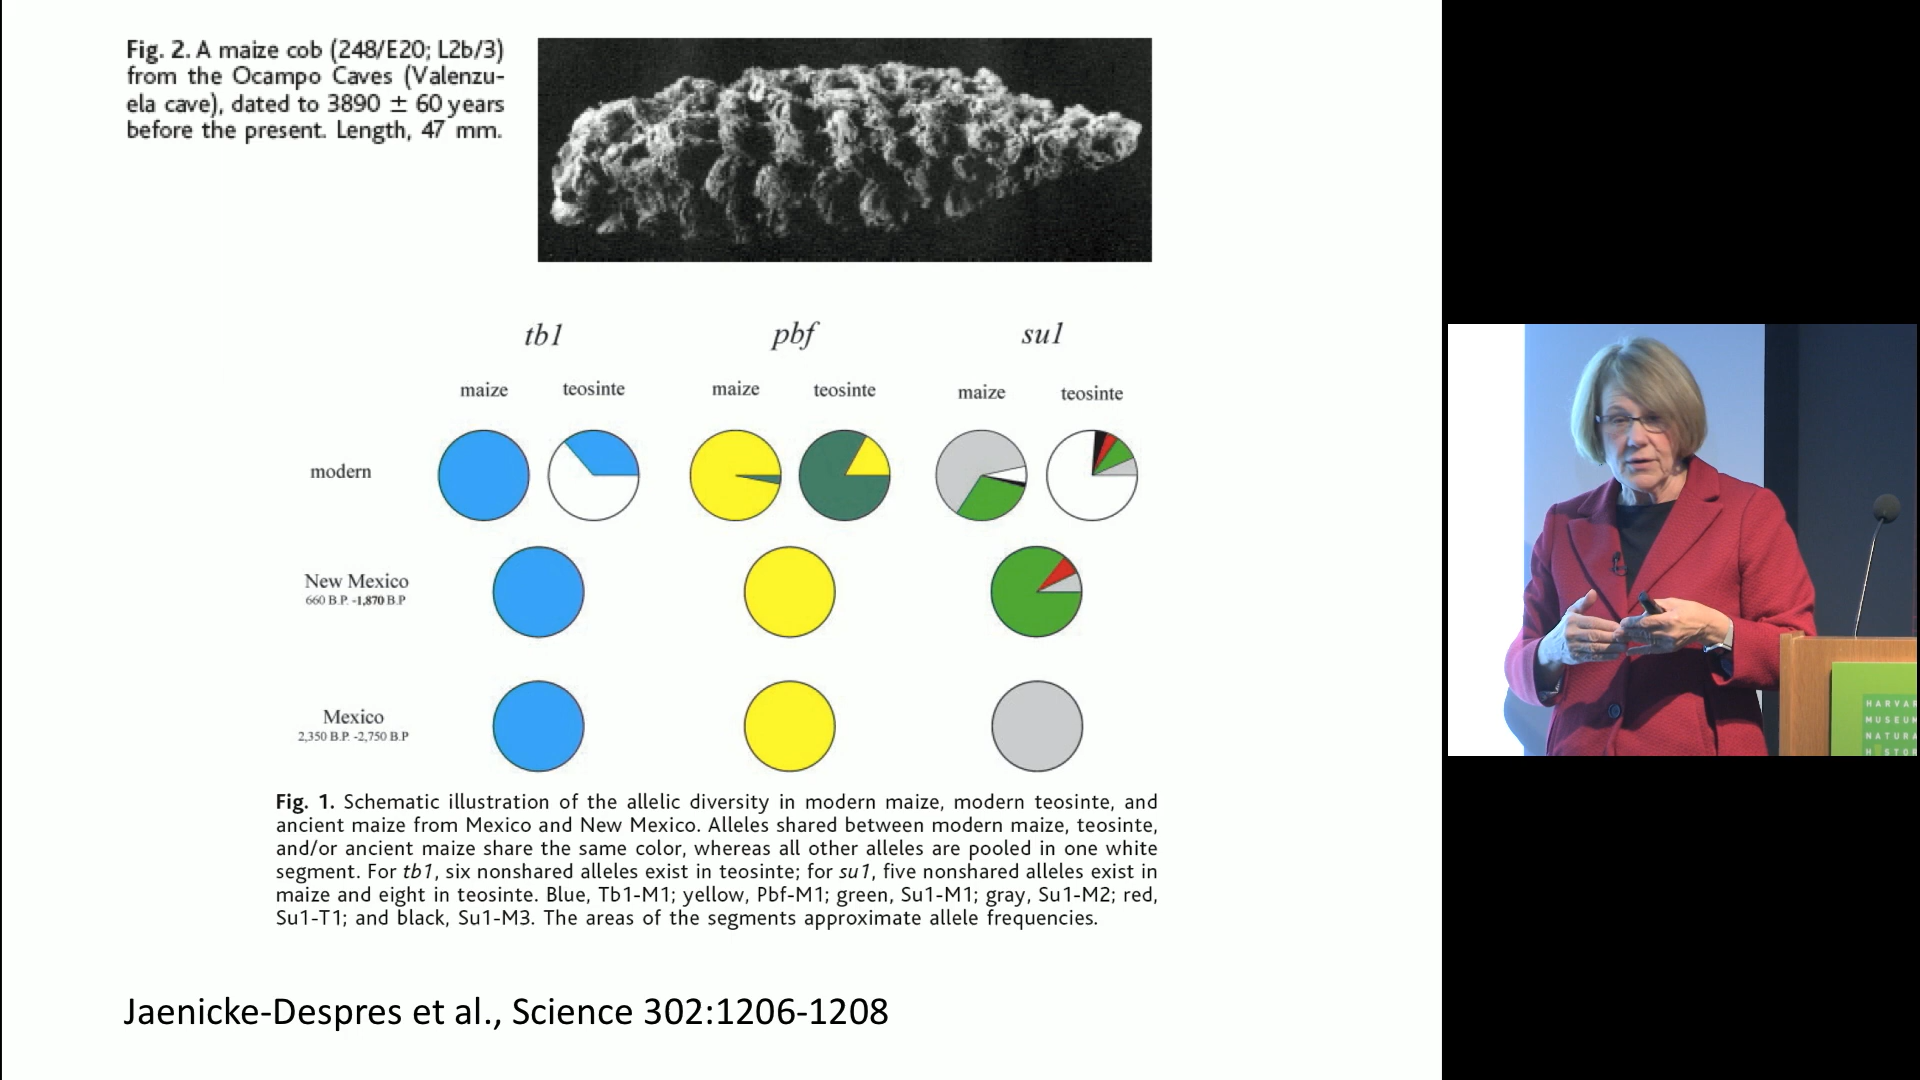 Fig. 2. A maize cob (248/E20; L2b/3)
from the Ocampo Caves (Valenzu-
ela cave), dated to 3890 ± 60 years
before the present. Length, 47 mm.
tb1 pbf su1
maize teosinte maize teosinte maize teosinte
modern
New Mexico
660 B.P. -1,870 B.P
Mexico
2,350 B.P. -2,750 B.P
Fig. 1. Schematic illustration of the allelic diversity in modern maize, modern teosinte, and
ancient maize from Mexico and New Mexico. Alleles shared between modern maize, teosinte,
and/or ancient maize share the same color, whereas all other alleles are pooled in one white
segment. For tb1, six nonshared alleles exist in teosinte; for su1, five nonshared alleles exist in
maize and eight in teosinte. Blue, Tb1-M1; yellow, Pbf-M1; green, Su1-M1; gray, Su1-M2; red,
Su1-T1; and black, Su1-M3. The areas of the segments approximate allele frequencies.
Jaenicke-Despres et al., Science 302:1206-1208
HARVAR
MUSEUM
NATURA
HISTOR